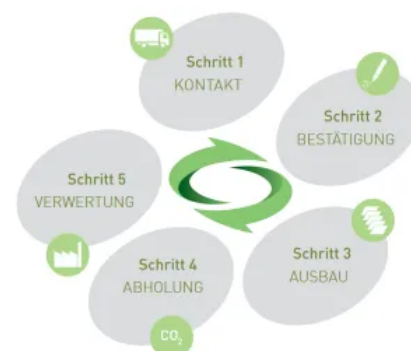 Schritt 1
KONTAKT
Schritt 2
BESTÄTIGUNG
Schritt 3
AUSBAU
Schritt 4
ABHOLUNG
CO₂
Schritt 5
VERWERTUNG